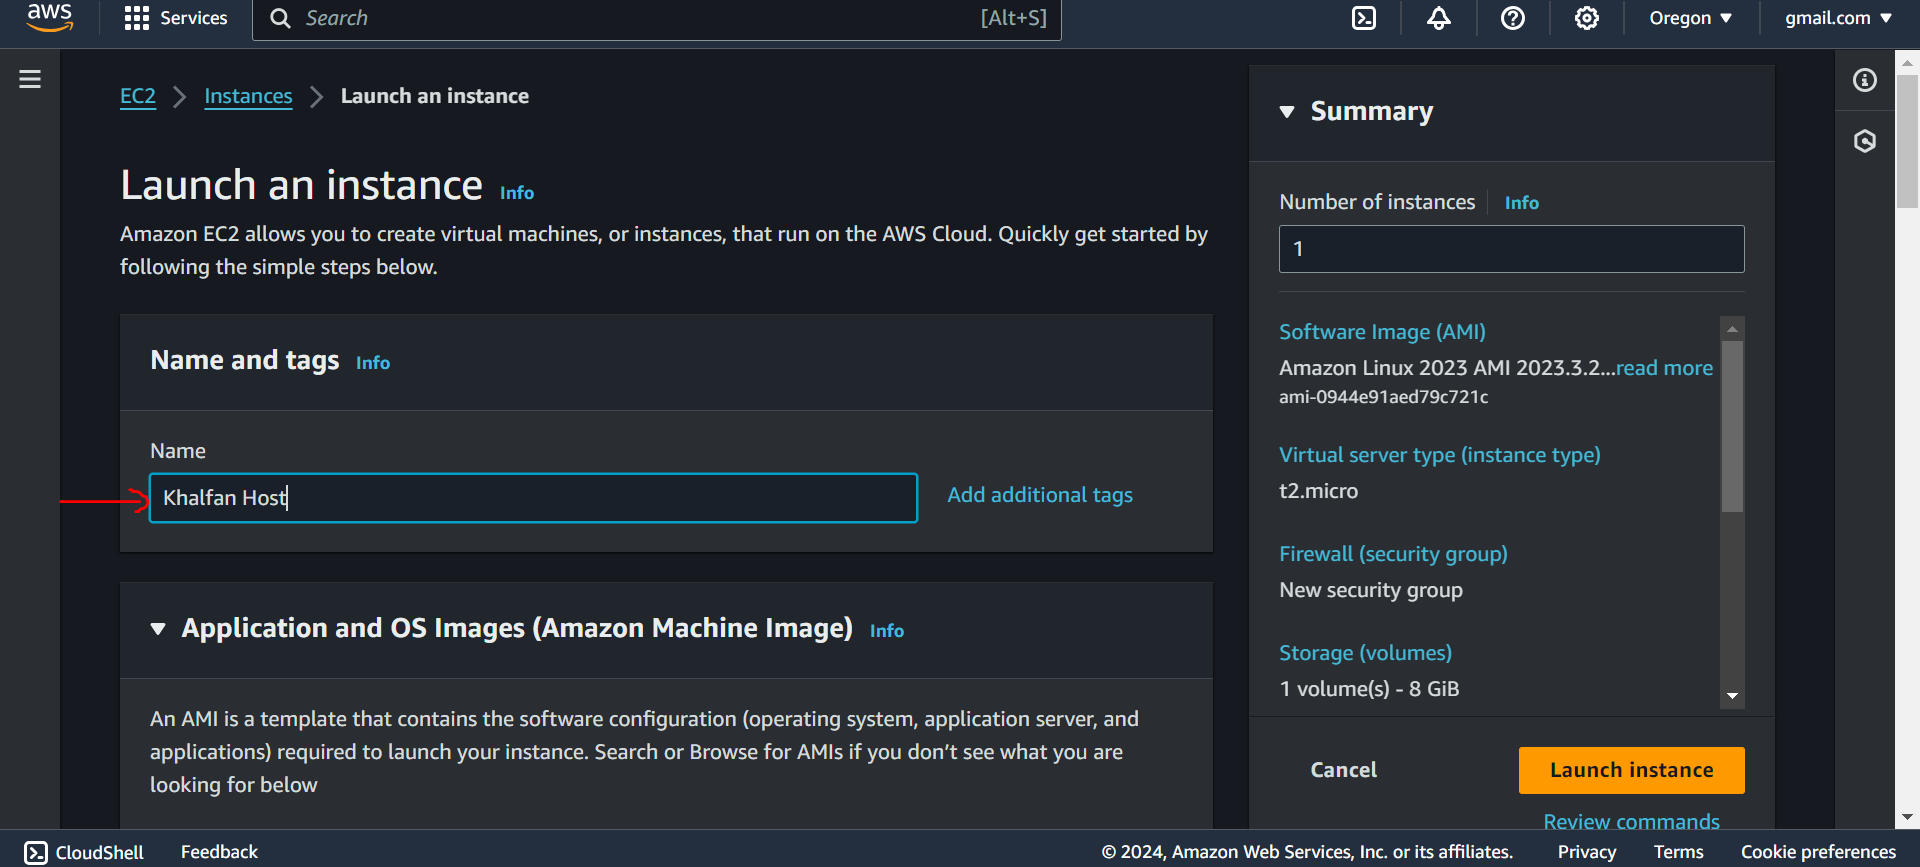 aws Services Search [Alt+S] Oregon gmail.com
EC2 Instances Launch an instance
Launch an instance Info
Amazon EC2 allows you to create virtual machines, or instances, that run on the AWS Cloud. Quickly get started by
following the simple steps below.
Name and tags Info
Name
Khalfan Host
Add additional tags
Application and OS Images (Amazon Machine Image) Info
An AMI is a template that contains the software configuration (operating system, application server, and
applications) required to launch your instance. Search or Browse for AMIs if you don’t see what you are
looking for below
Summary
Number of instances Info
1
Software Image (AMI)
Amazon Linux 2023 AMI 2023.3.2...read more
ami-0944e91aed79c721c
Virtual server type (instance type)
t2.micro
Firewall (security group)
New security group
Storage (volumes)
1 volume(s) - 8 GiB
Cancel Launch instance
Review commands
CloudShell Feedback © 2024, Amazon Web Services, Inc. or its affiliates. Privacy Terms Cookie preferences